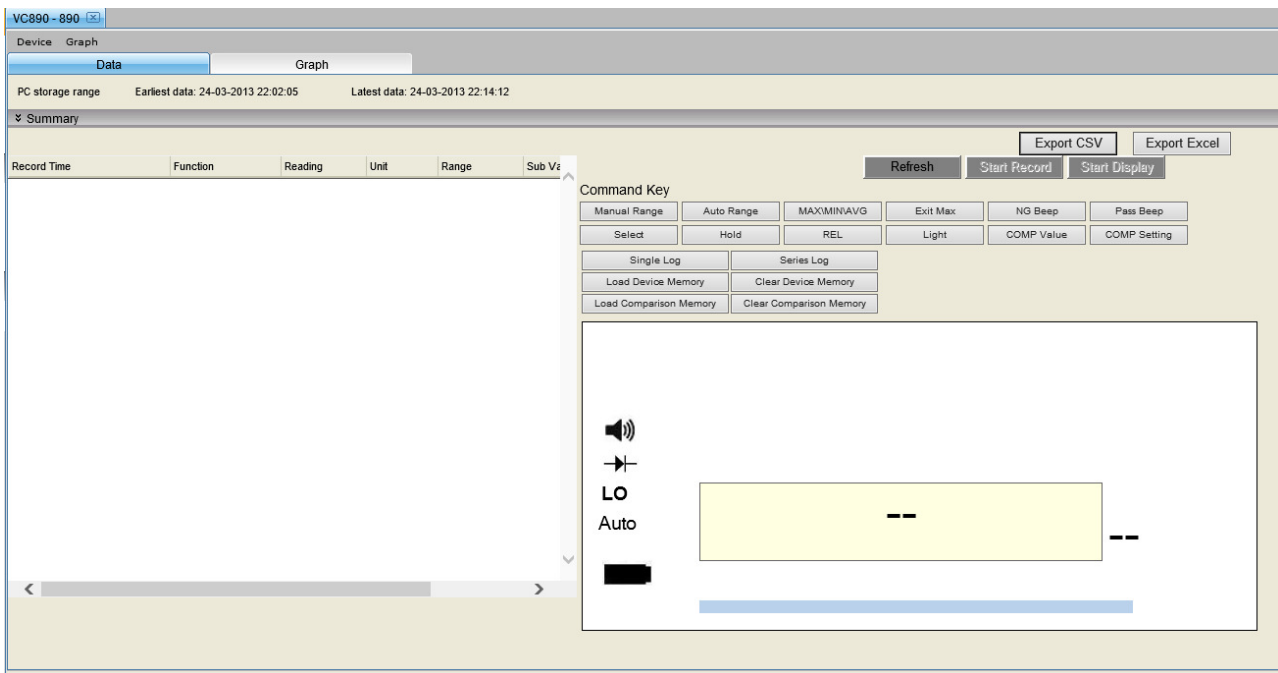 VC890 - 890
Device Graph
Data Graph
PC storage range Earliest data: 24-03-2013 22:02:05 Latest data: 24-03-2013 22:14:12
Summary
Export CSV Export Excel
Record Time Function Reading Unit Range Sub Va
Refresh Start Record Start Display
Command Key
Manual Range Auto Range MAX\MIN\AVG Exit Max NG Beep Pass Beep
Select Hold REL Light COMP Value COMP Setting
Single Log Series Log
Load Device Memory Clear Device Memory
Load Comparison Memory Clear Comparison Memory
LO
--
Auto
--